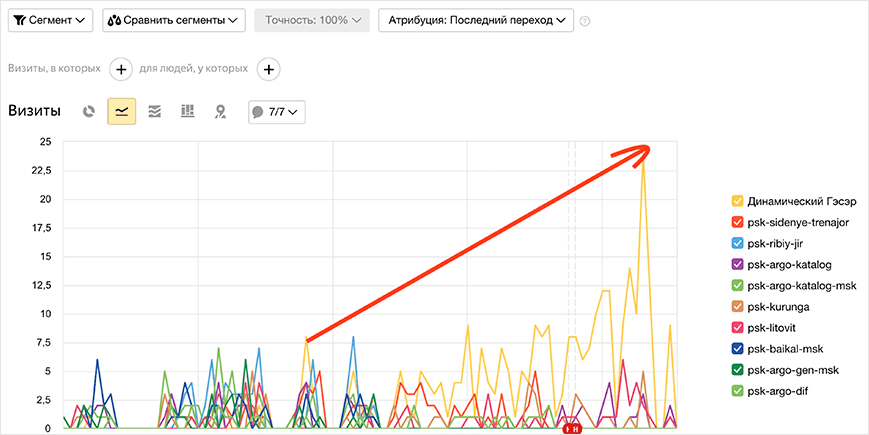 Сегмент Сравнить сегменты Точность: 100% Атрибуция: Последний переход ?
Визиты, в которых + для людей, у которых +
Визиты 7/7
25
22,5
20
17,5
15
12,5
10
7,5
5
2,5
0
Н Н
Динамический Гэсэр
psk-sidenye-trenajor
psk-ribiy-jir
psk-argo-katalog
psk-argo-katalog-msk
psk-kurunga
psk-litovit
psk-baikal-msk
psk-argo-gen-msk
psk-argo-dif